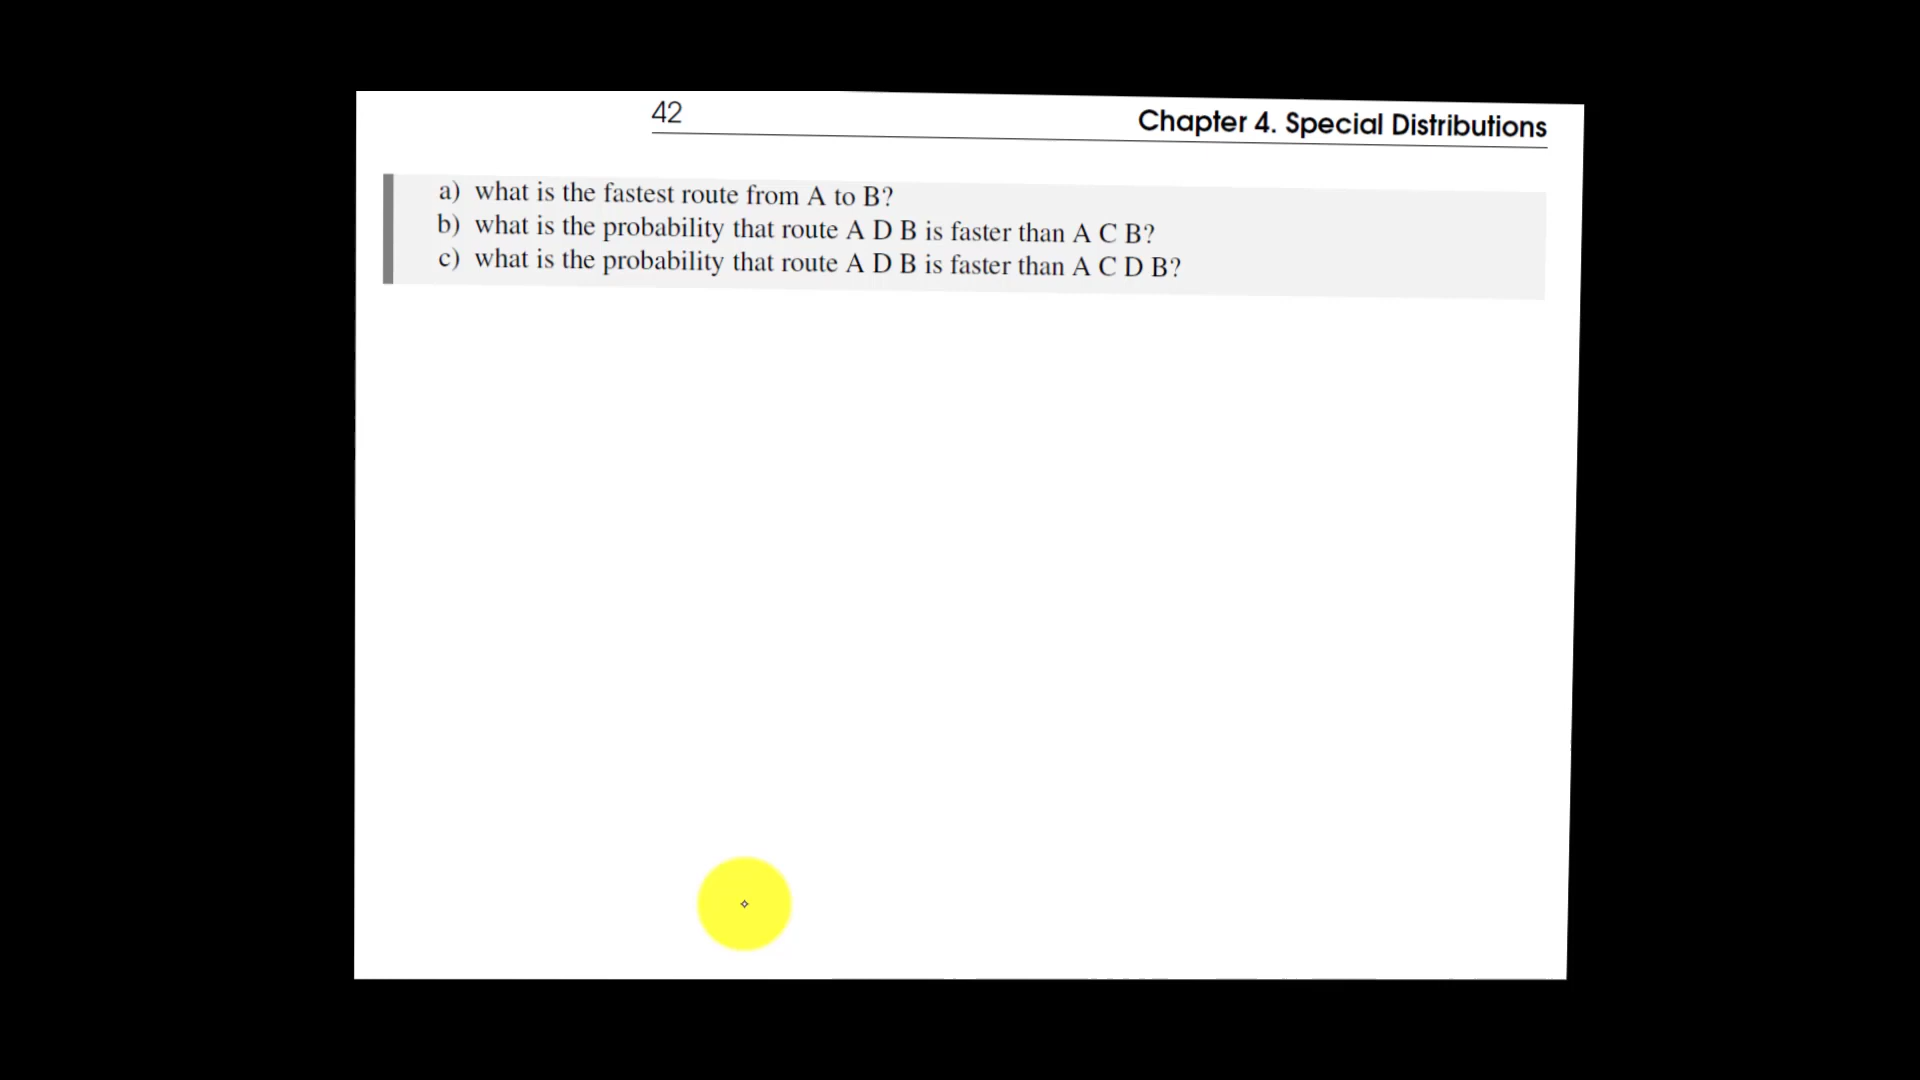 42
Chapter 4. Special Distributions
a) what is the fastest route from A to B?
b) what is the probability that route A D B is faster than A C B?
c) what is the probability that route A D B is faster than A C D B?